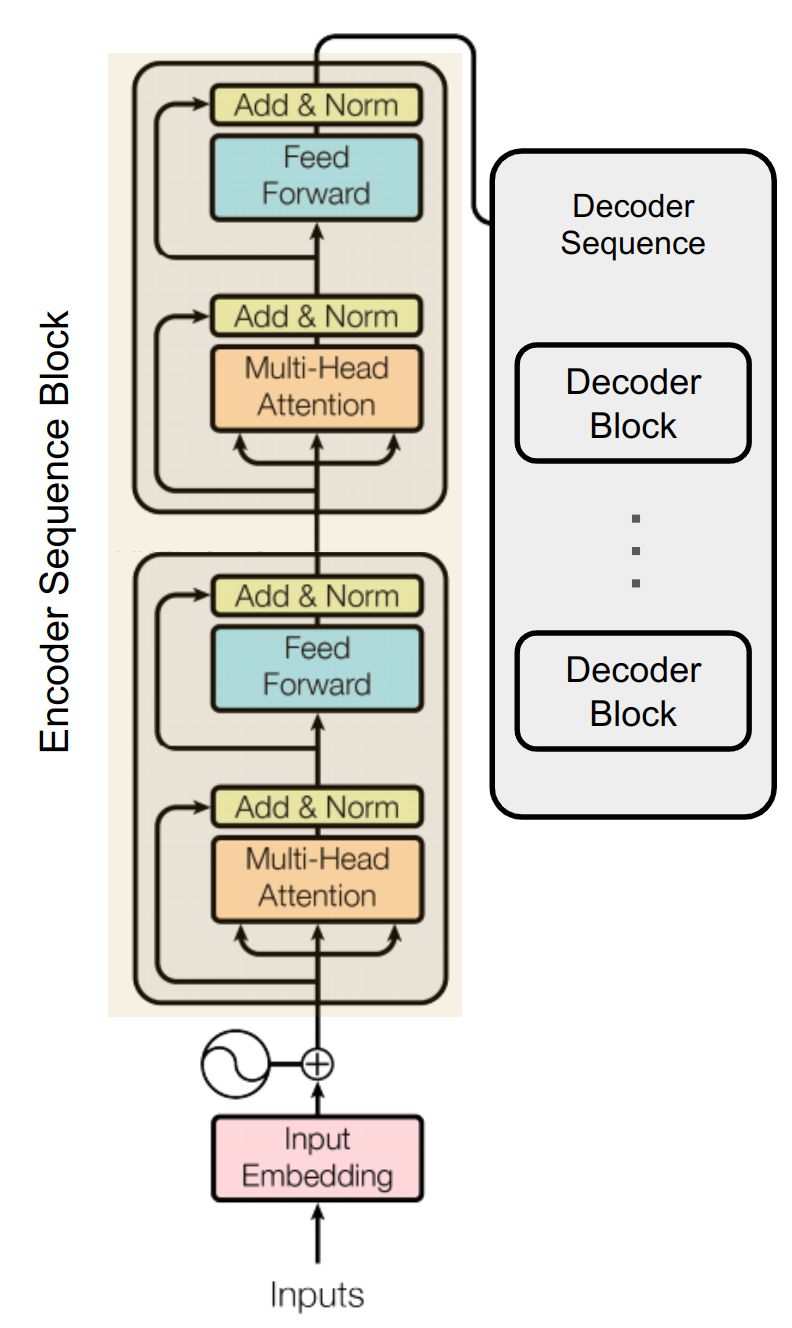 Encoder Sequence Block
Add & Norm
Feed
Forward
Add & Norm
Multi-Head
Attention
Add & Norm
Feed
Forward
Add & Norm
Multi-Head
Attention
Input
Embedding
Inputs
Decoder
Sequence
Decoder
Block
Decoder
Block